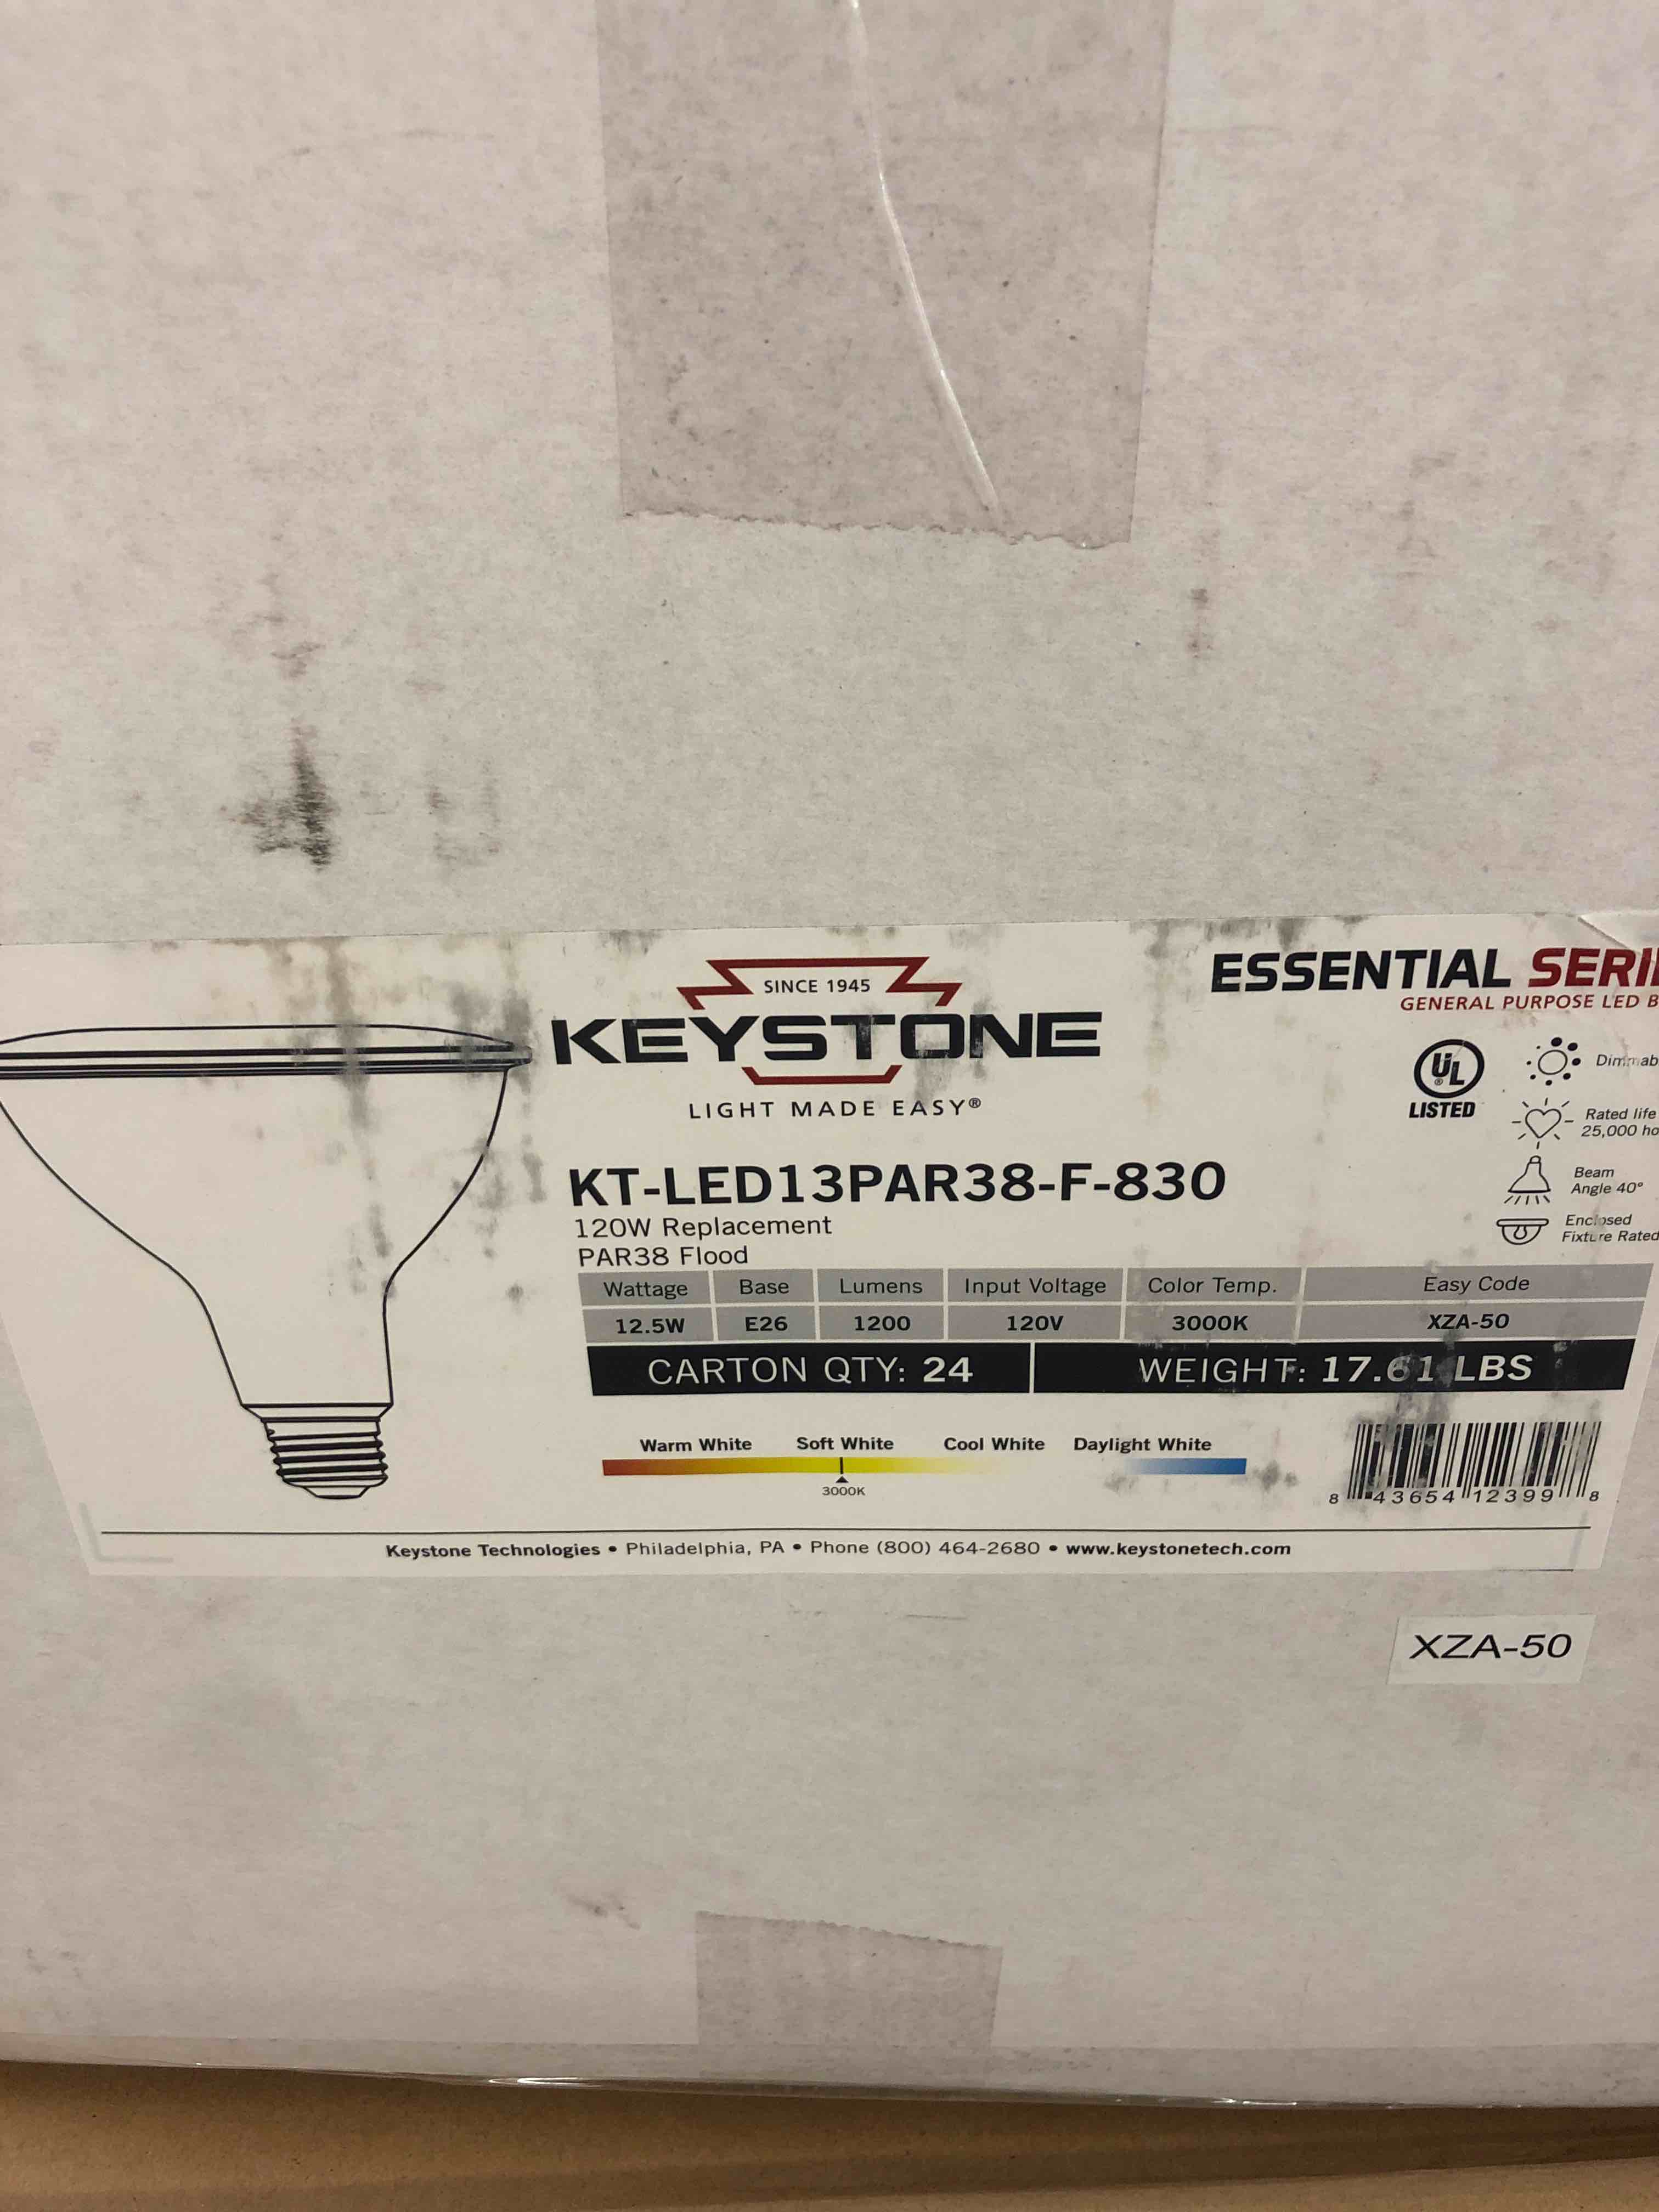 SINCE 1945
KEYSTONE
LIGHT MADE EASY®
ESSENTIAL SERI
GENERAL PURPOSE LED B
UL
®
LISTED
Dimmab
Rated life
25,000 ho
Beam
Angle 40°
Enclosed
Fixture Rated
KT-LED13PAR38-F-830
120W Replacement
PAR38 Flood
Wattage Base Lumens Input Voltage Color Temp. Easy Code
12.5W E26 1200 120V 3000K XZA-50
CARTON QTY: 24 WEIGHT: 17.61 LBS
Warm White Soft White Cool White Daylight White
3000K
8 43654 12399 8
Keystone Technologies • Philadelphia, PA • Phone (800) 464-2680 • www.keystonetech.com
XZA-50